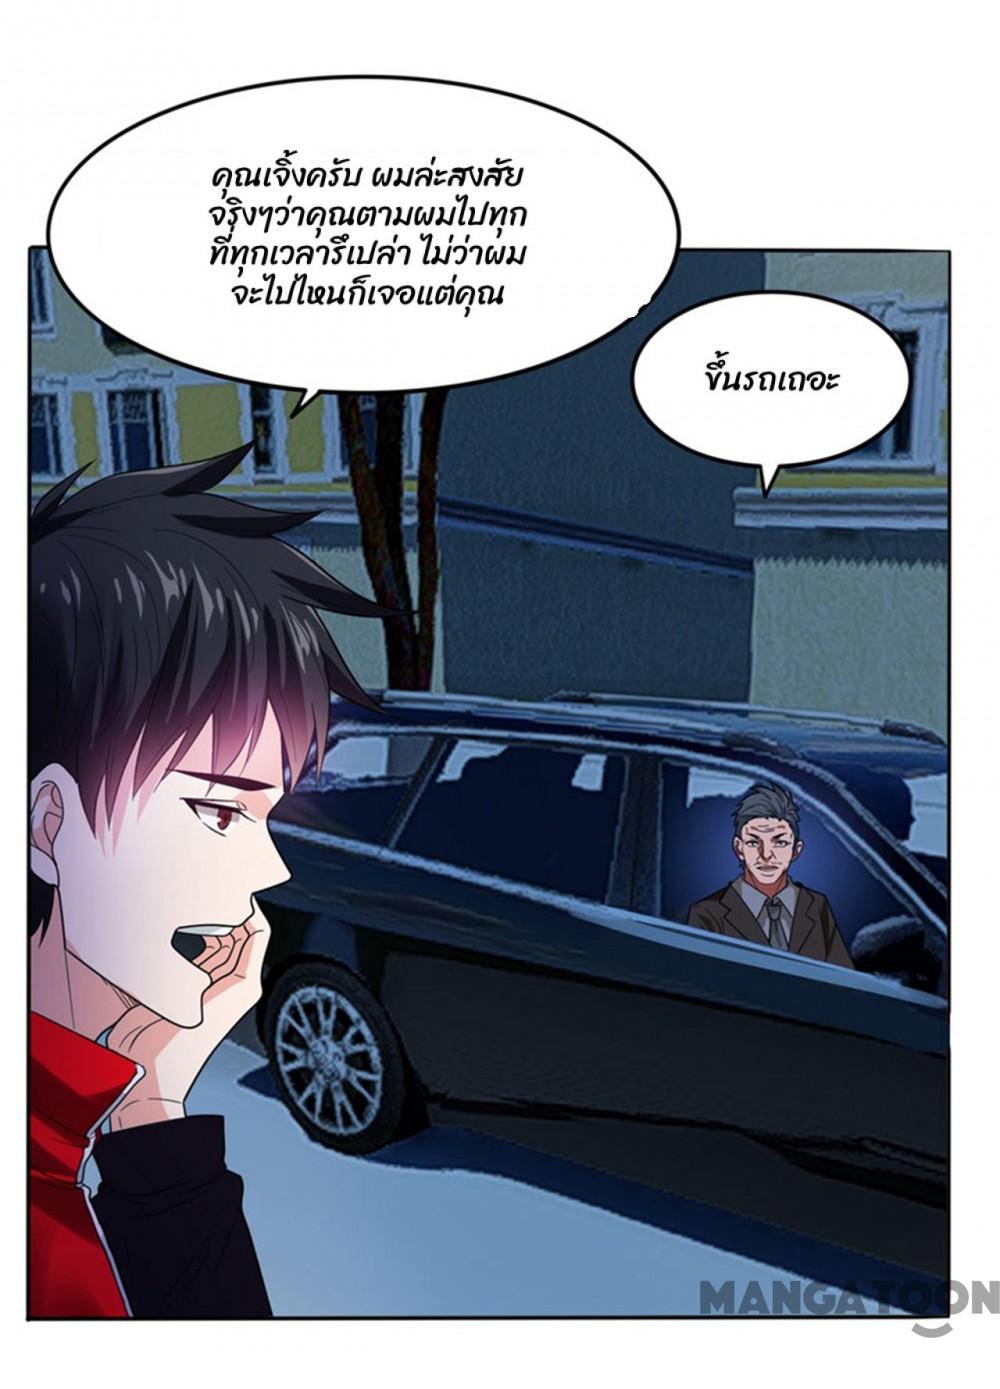 คุณเจิ้งครับ ผมล่ะสงสัย
จริงๆว่าคุณตามผมไปทุก
ที่ทุกเวลารึเปล่า ไม่ว่าผม
จะไปไหนก็เจอแต่คุณ
ขึ้นรถเถอะ
MANGATOON